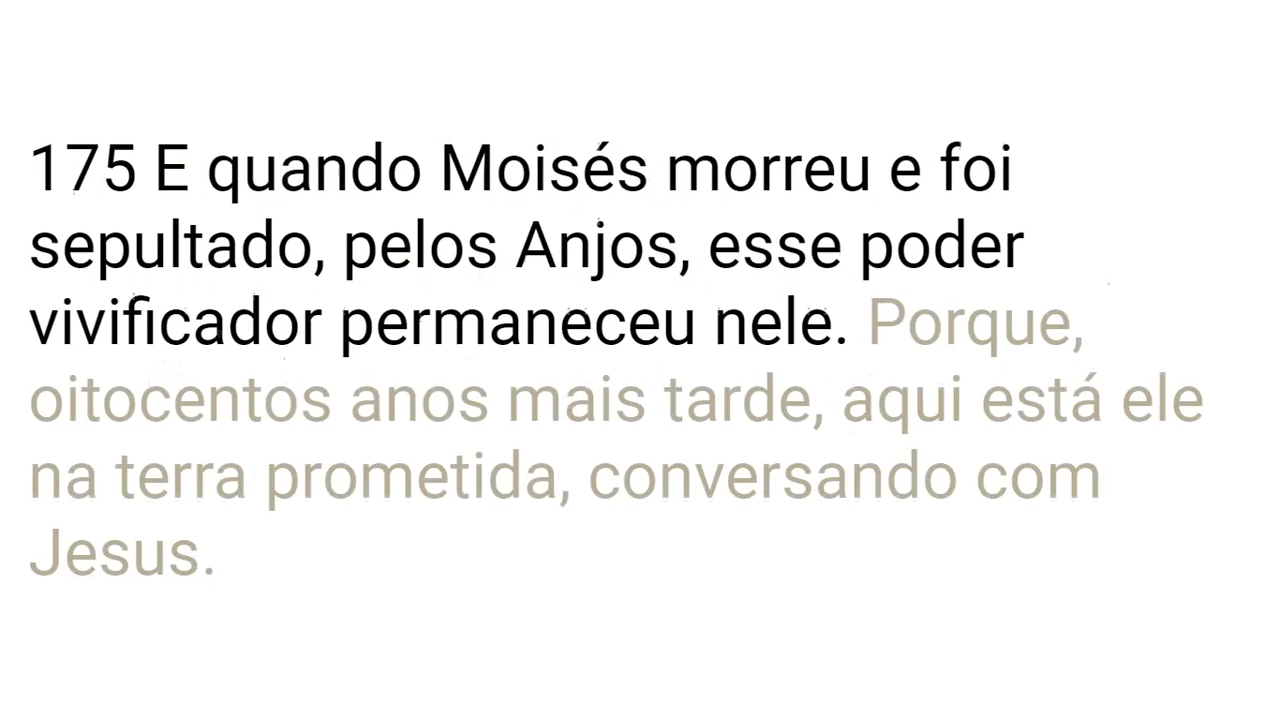 175 E quando Moisés morreu e foi
sepultado, pelos Anjos, esse poder
vivificador permaneceu nele. Porque,
oitocentos anos mais tarde, aqui está ele
na terra prometida, conversando com
Jesus.